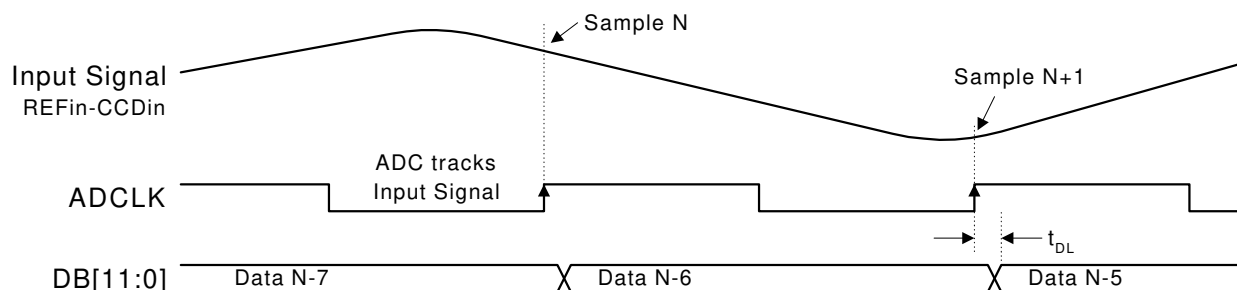 Sample N
Input Signal
REFin-CCDin
Sample N+1
ADC tracks
Input Signal
ADCLK
tDL
DB[11:0]
Data N-7
Data N-6
Data N-5